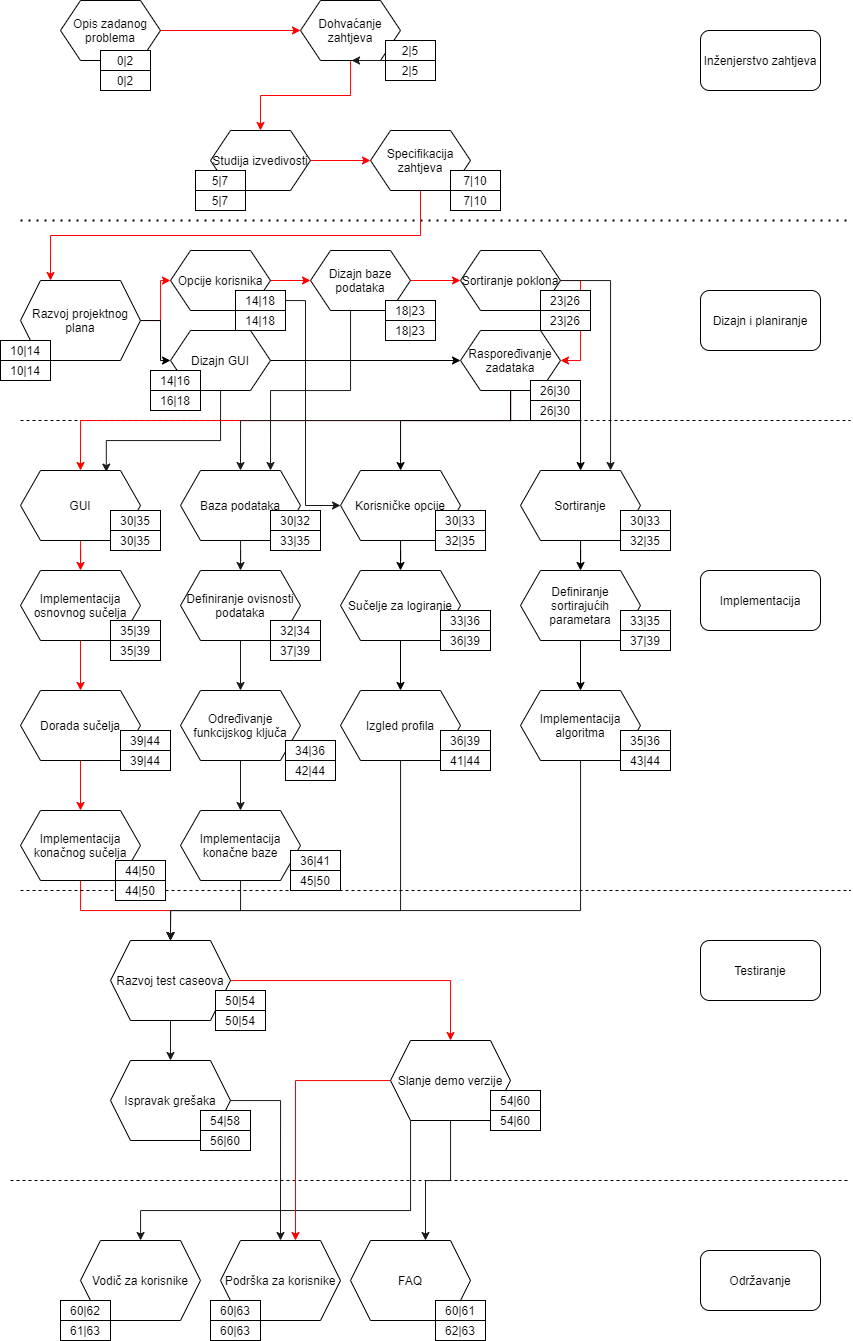 Opis zadanog
problema
0|2
0|2
Dohvaćanje
zahtjeva
2|5
2|5
Inženjerstvo zahtjeva
Studija izvedivosti
5|7
5|7
Specifikacija
zahtjeva
7|10
7|10
Razvoj projektnog
plana
10|14
10|14
Opcije korisnika
14|18
14|18
Dizajn baze
podataka
18|23
18|23
Sortiranje poklona
23|26
23|26
Dizajn i planiranje
Dizajn GUI
14|16
16|18
Raspoređivanje
zadataka
26|30
26|30
GUI
30|35
30|35
Baza podataka
30|32
33|35
Korisničke opcije
30|33
32|35
Sortiranje
30|33
32|35
Implementacija
osnovnog sučelja
35|39
35|39
Definiranje ovisnosti
podataka
32|34
37|39
Sučelje za logiranje
33|36
36|39
Definiranje
sortirajućih
parametara
33|35
37|39
Implementacija
Dorada sučelja
39|44
39|44
Određivanje
funkcijskog ključa
34|36
42|44
Izgled profila
36|39
41|44
Implementacija
algoritma
35|36
43|44
Implementacija
konačnog sučelja
44|50
44|50
Implementacija
konačne baze
36|41
45|50
Razvoj test caseova
50|54
50|54
Testiranje
Ispravak grešaka
54|58
56|60
Slanje demo verzije
54|60
54|60
Vodič za korisnike
60|62
61|63
Podrška za korisnike
60|63
60|63
FAQ
60|61
62|63
Održavanje